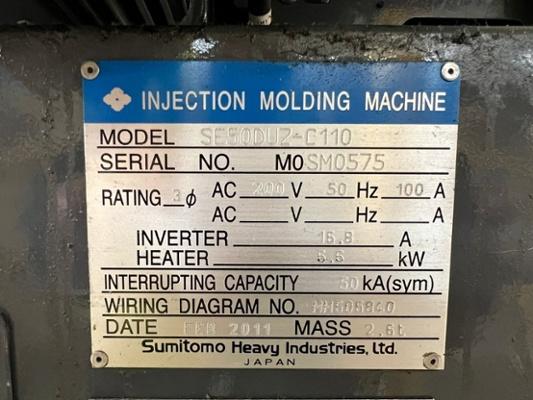 INJECTION MOLDING MACHINE
MODEL SE50DUZ-C110
SERIAL NO. M0SM0575
RATING 3φ AC 200 V 50 Hz 100 A
AC V Hz A
INVERTER 16.8 A
HEATER 6.6 kW
INTERRUPTING CAPACITY 50 kA(sym)
WIRING DIAGRAM NO.
DATE FEB 2011 MASS 2.6t
Sumitomo Heavy Industries, Ltd.
JAPAN